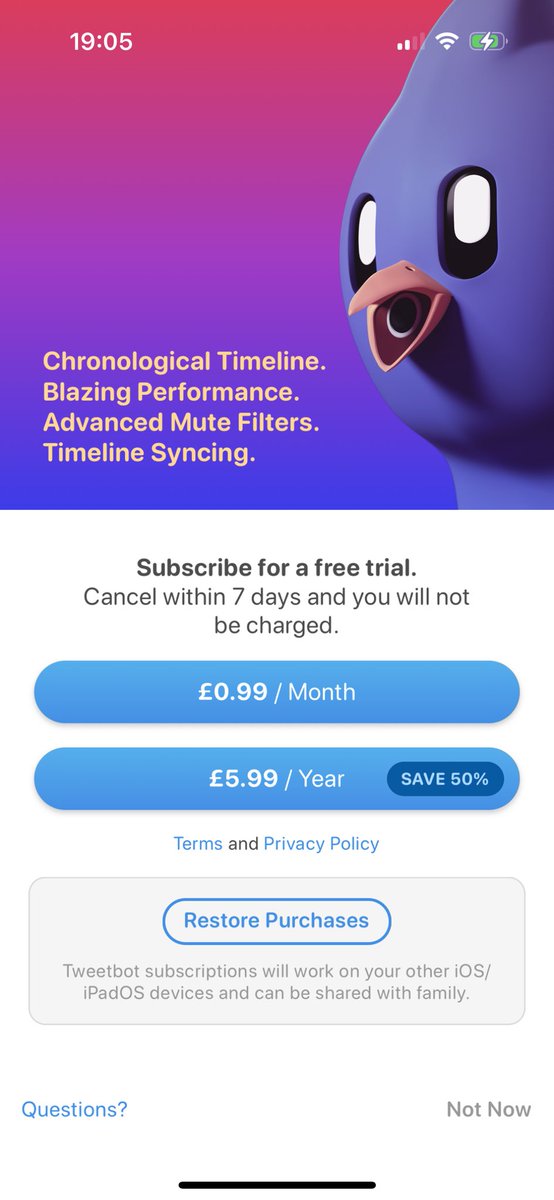 19:05
Chronological Timeline.
Blazing Performance.
Advanced Mute Filters.
Timeline Syncing.
Subscribe for a free trial.
Cancel within 7 days and you will not
be charged.
£0.99 / Month
£5.99 / Year SAVE 50%
Terms and Privacy Policy
Restore Purchases
Tweetbot subscriptions will work on your other iOS/
iPadOS devices and can be shared with family.
Questions? Not Now